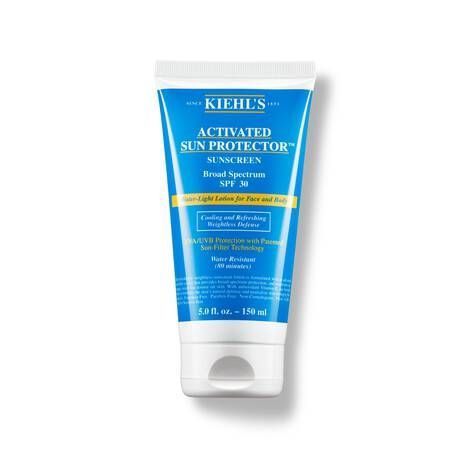 SINCE KIEHL'S 1851
ACTIVATED
SUN PROTECTOR™
SUNSCREEN
Broad Spectrum
SPF 30
Water-Light Lotion for Face and Body
Cooling and Refreshing
Weightless Defense
UVA/UVB Protection with Patented
Sun-Filter Technology
Water Resistant
(80 minutes)
5.0 fl. oz. – 150 ml